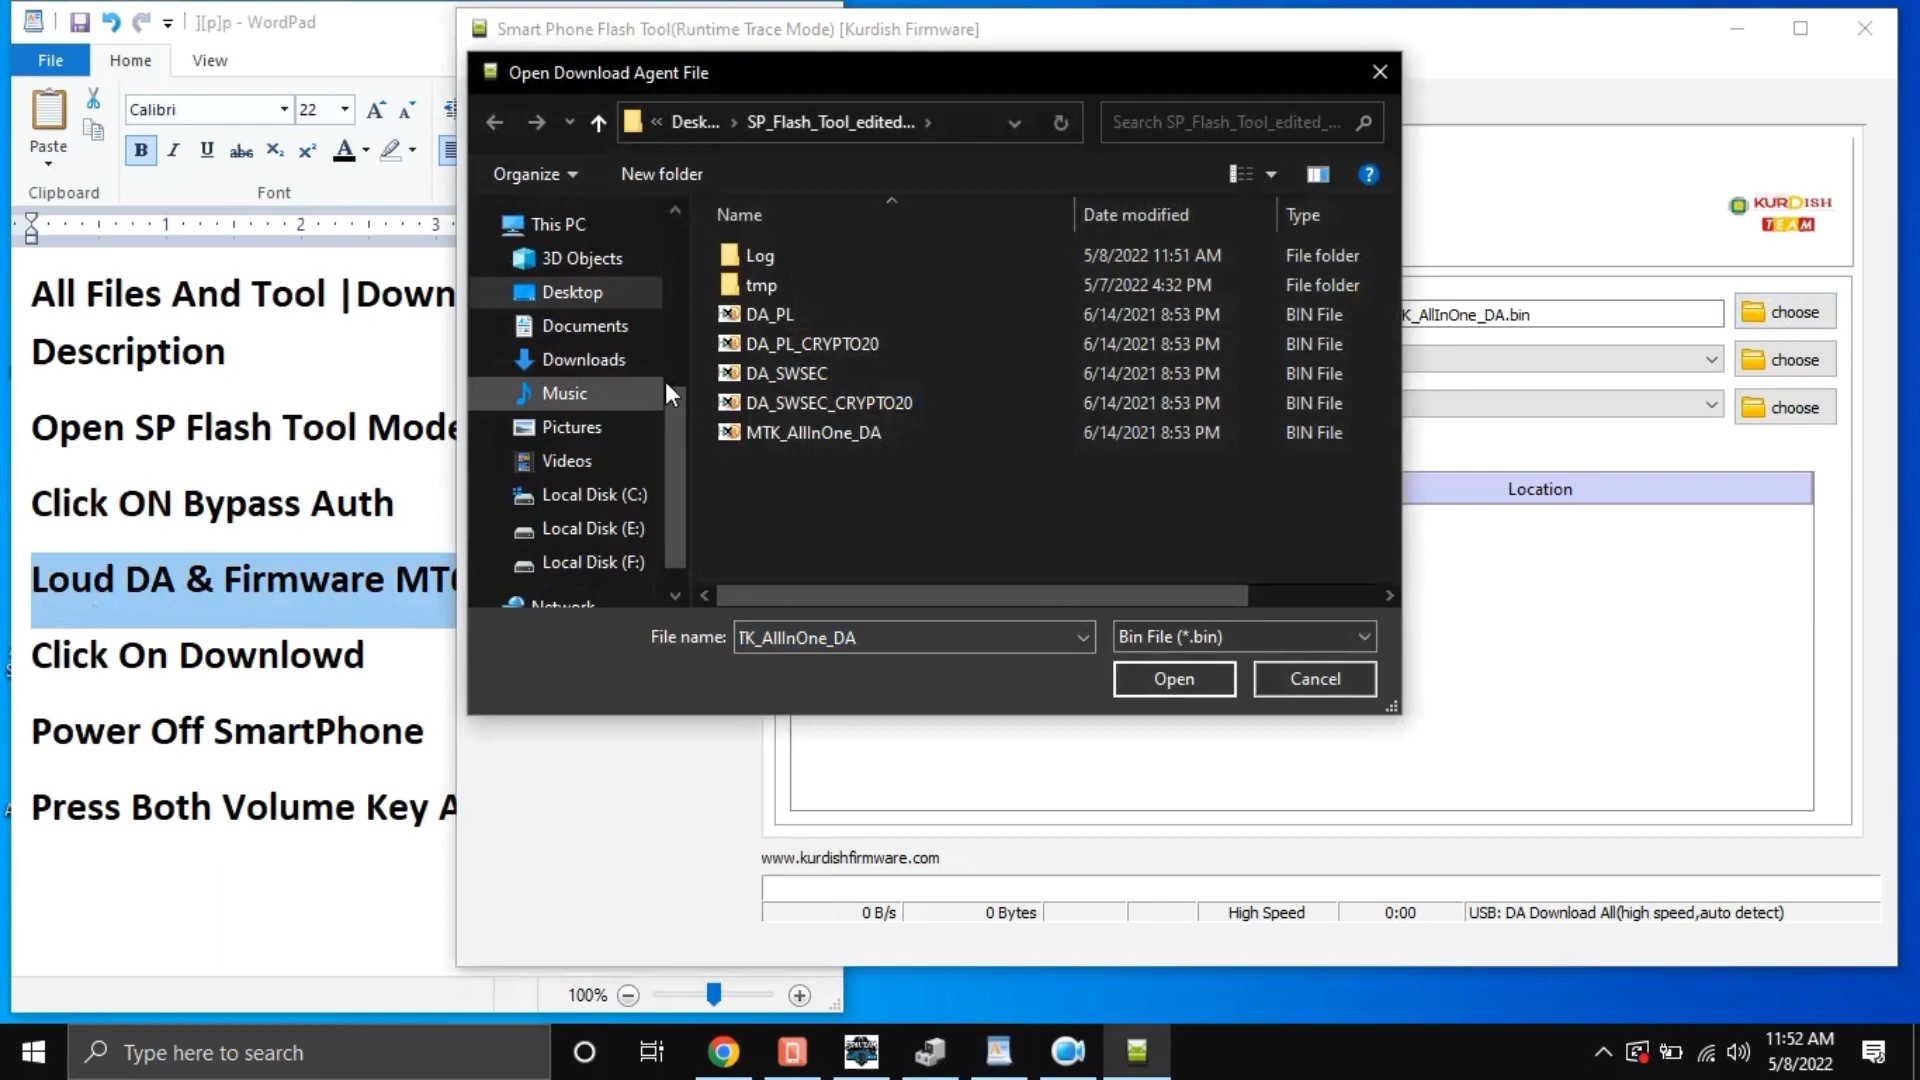 ][p]p - WordPad
File
Home
View
Paste
Clipboard
Calibri
22
B I U abc X₂ X² A
Font
1 2 3
All Files And Tool |Down
Description
Open SP Flash Tool Mode
Click ON Bypass Auth
Loud DA & Firmware MT
Click On Downlowd
Power Off SmartPhone
Press Both Volume Key A
100%
Smart Phone Flash Tool(Runtime Trace Mode) [Kurdish Firmware]
Open Download Agent File
« Desk... › SP_Flash_Tool_edited... ›
Search SP_Flash_Tool_edited_...
Organize
New folder
This PC
3D Objects
Desktop
Documents
Downloads
Music
Pictures
Videos
Local Disk (C:)
Local Disk (E:)
Local Disk (F:)
Network
Name Date modified Type
Log 5/8/2022 11:51 AM File folder
tmp 5/7/2022 4:32 PM File folder
DA_PL 6/14/2021 8:53 PM BIN File
DA_PL_CRYPTO20 6/14/2021 8:53 PM BIN File
DA_SWSEC 6/14/2021 8:53 PM BIN File
DA_SWSEC_CRYPTO20 6/14/2021 8:53 PM BIN File
MTK_AllInOne_DA 6/14/2021 8:53 PM BIN File
File name: TK_AllInOne_DA
Bin File (*.bin)
Open
Cancel
KURDISH
TEAM
K_AllInOne_DA.bin
choose
choose
choose
Location
www.kurdishfirmware.com
0 B/s 0 Bytes High Speed 0:00 USB: DA Download All(high speed,auto detect)
Type here to search
11:52 AM
5/8/2022